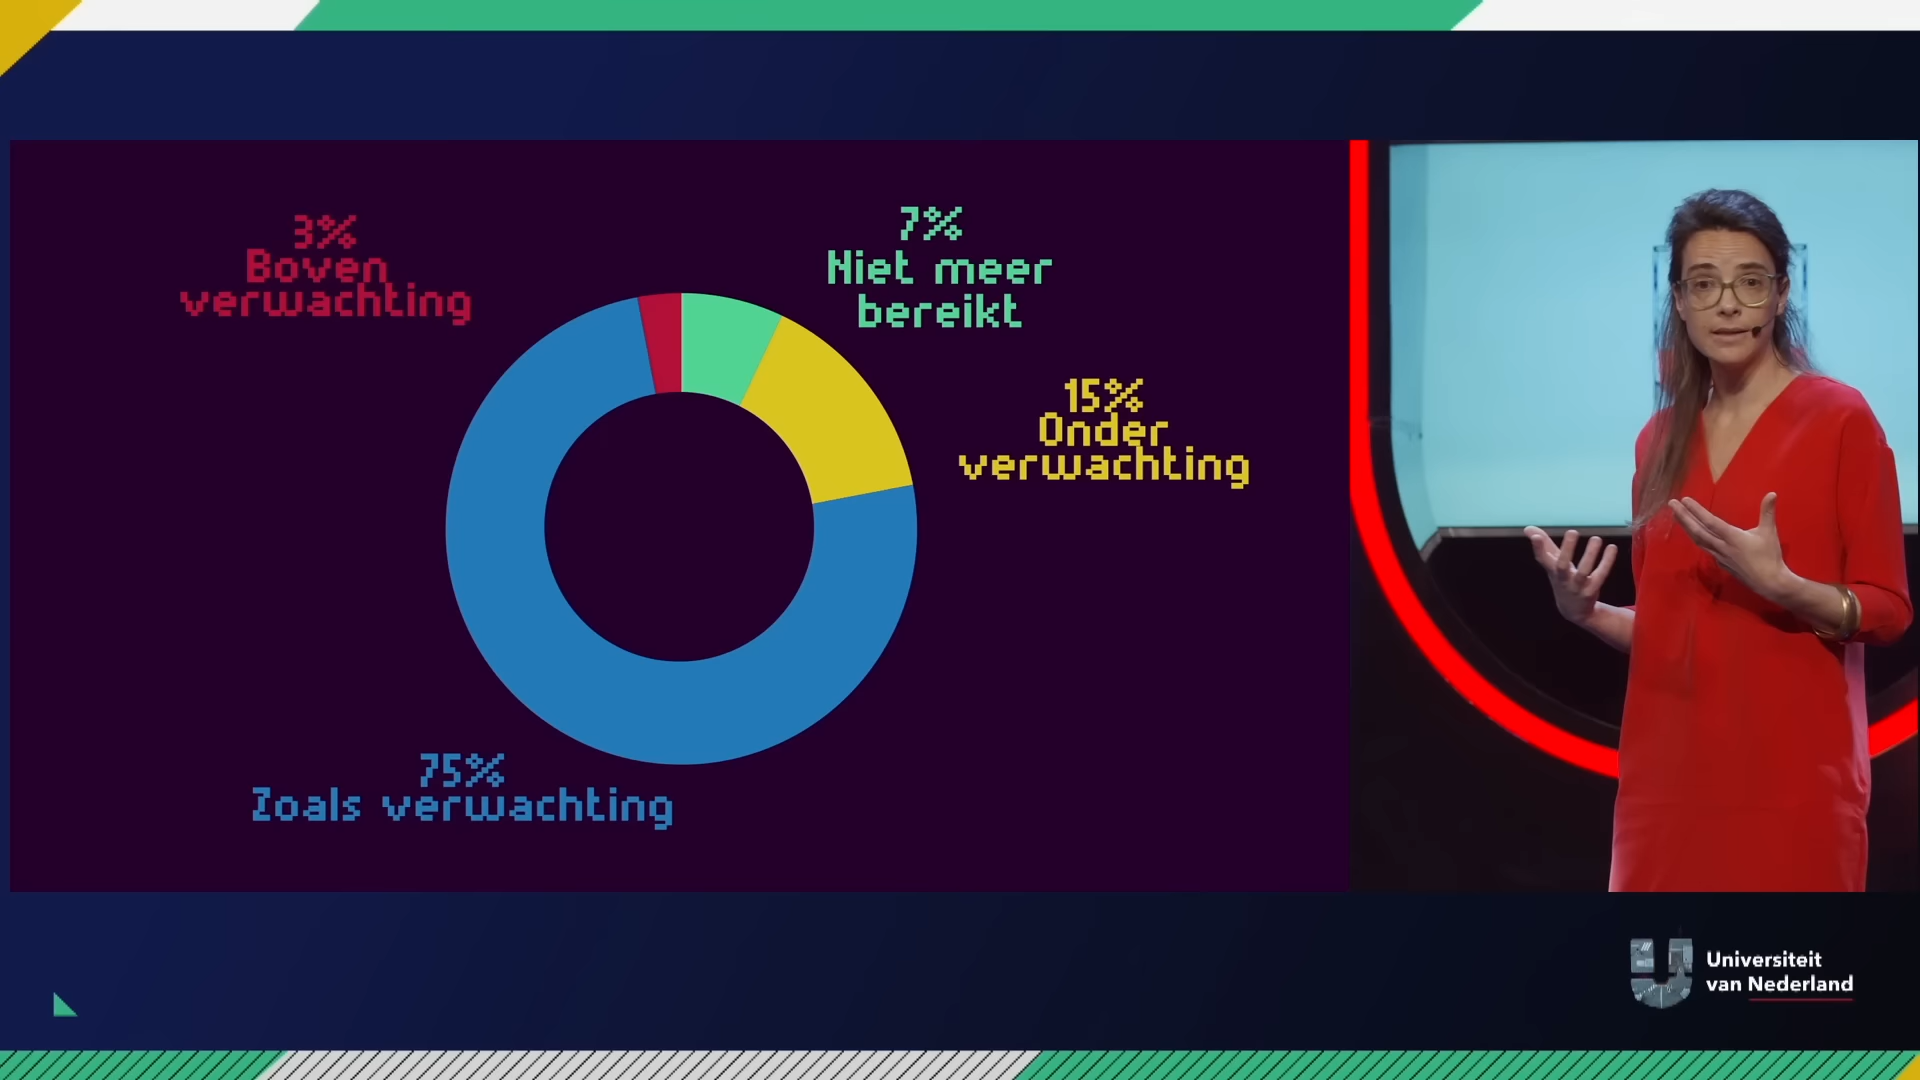 3%
Boven
verwachting
7%
Niet meer
bereikt
15%
Onder
verwachting
75%
Zoals verwachting
Universiteit
van Nederland